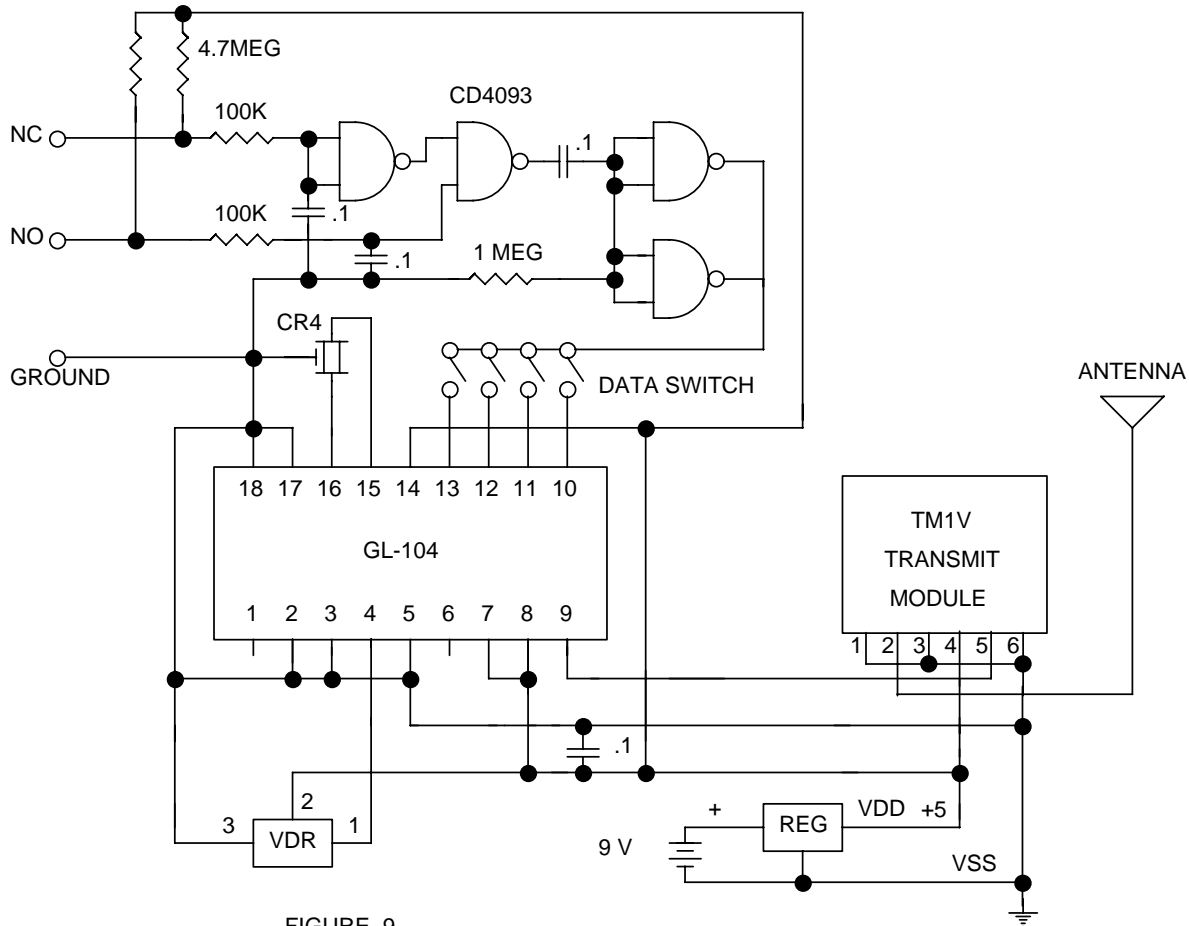 4.7MEG
CD4093
100K
NC
.1
100K
.1
NO
1 MEG
.1
CR4
GROUND
DATA SWITCH
ANTENNA
18 17 16 15 14 13 12 11 10
GL-104
1 2 3 4 5 6 7 8 9
TM1V
TRANSMIT
MODULE
1 2 3 4 5 6
.1
2
3 VDR 1
+ REG VDD +5
9 V
VSS
FIGURE 9